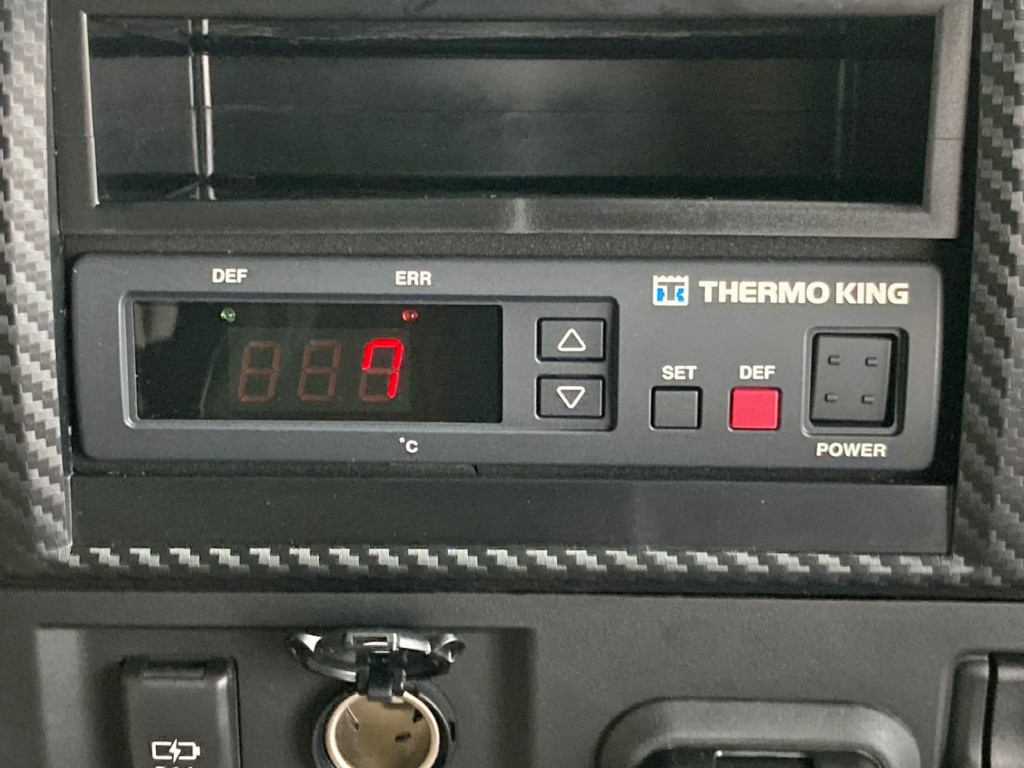 DEF ERR
THERMO KING
7
SET DEF
°C
POWER